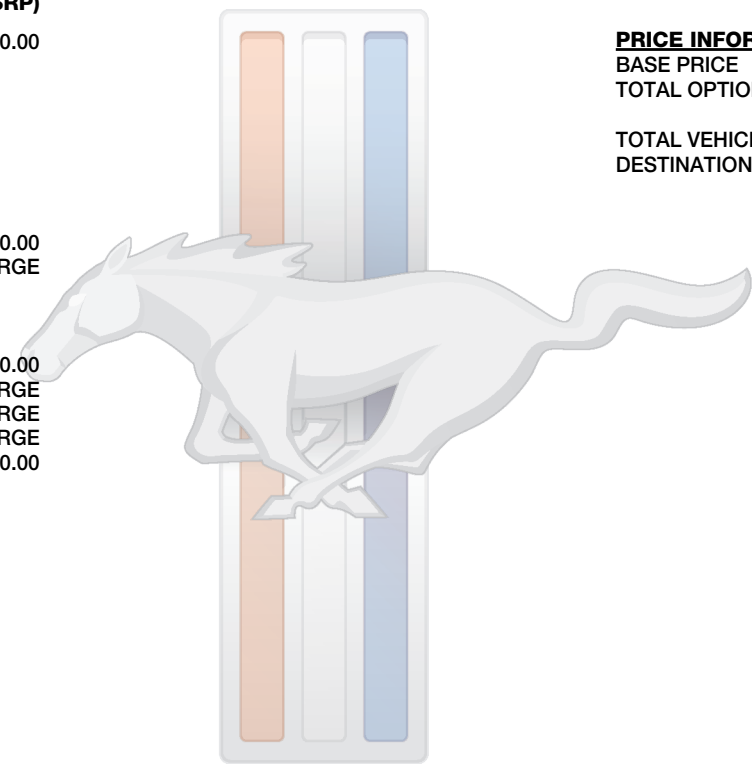 SRP)
0.00
0.00
RGE
0.00
RGE
RGE
RGE
0.00
PRICE INFOR
BASE PRICE
TOTAL OPTIO
TOTAL VEHIC
DESTINATION